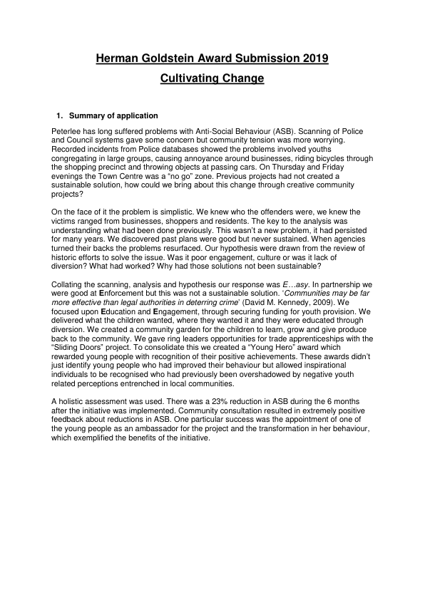 Herman Goldstein Award Submission 2019
Cultivating Change
1. Summary of application
Peterlee has long suffered problems with Anti-Social Behaviour (ASB). Scanning of Police
and Council systems gave some concern but community tension was more worrying.
Recorded incidents from Police databases showed the problems involved youths
congregating in large groups, causing annoyance around businesses, riding bicycles through
the shopping precinct and throwing objects at passing cars. On Thursday and Friday
evenings the Town Centre was a “no go” zone. Previous projects had not created a
sustainable solution, how could we bring about this change through creative community
projects?
On the face of it the problem is simplistic. We knew who the offenders were, we knew the
victims ranged from businesses, shoppers and residents. The key to the analysis was
understanding what had been done previously. This wasn’t a new problem, it had persisted
for many years. We discovered past plans were good but never sustained. When agencies
turned their backs the problems resurfaced. Our hypothesis were drawn from the review of
historic efforts to solve the issue. Was it poor engagement, culture or was it lack of
diversion? What had worked? Why had those solutions not been sustainable?
Collating the scanning, analysis and hypothesis our response was E…asy. In partnership we
were good at Enforcement but this was not a sustainable solution. ‘Communities may be far
more effective than legal authorities in deterring crime’ (David M. Kennedy, 2009). We
focused upon Education and Engagement, through securing funding for youth provision. We
delivered what the children wanted, where they wanted it and they were educated through
diversion. We created a community garden for the children to learn, grow and give produce
back to the community. We gave ring leaders opportunities for trade apprenticeships with the
“Sliding Doors” project. To consolidate this we created a “Young Hero” award which
rewarded young people with recognition of their positive achievements. These awards didn’t
just identify young people who had improved their behaviour but allowed inspirational
individuals to be recognised who had previously been overshadowed by negative youth
related perceptions entrenched in local communities.
A holistic assessment was used. There was a 23% reduction in ASB during the 6 months
after the initiative was implemented. Community consultation resulted in extremely positive
feedback about reductions in ASB. One particular success was the appointment of one of
the young people as an ambassador for the project and the transformation in her behaviour,
which exemplified the benefits of the initiative.